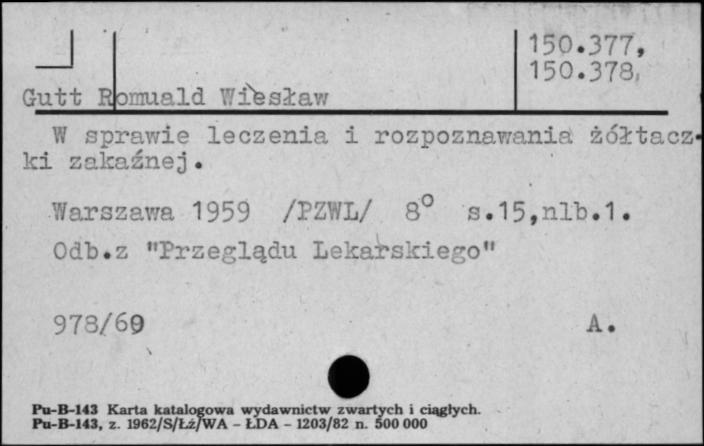 150.377,
150.378,
Gutt Romuald Wiesław
W sprawie leczenia i rozpoznawania żółtacz-
ki zakaźnej.
Warszawa 1959 /PZWL/ 8° s.15,nlb.1.
Odb.z "Przeglądu Lekarskiego"
978/69 A.
Pu-B-143 Karta katalogowa wydawnictw zwartych i ciągłych.
Pu-B-143, z. 1962/S/Łż/WA - ŁDA - 1203/82 n. 500 000